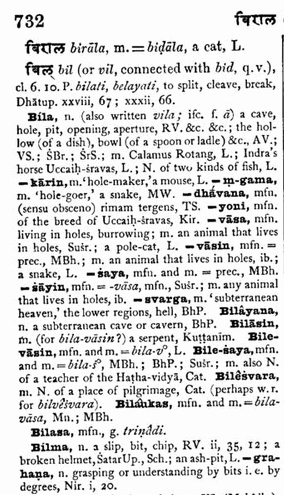 732 बिराल
बिराल birāla, m. = biḍāla, a cat, L.
बिल् bil (or vil, connected with bid, q. v.),
cl. 6. 10. P. bilati, belayati, to split, cleave, break,
Dhātup. xxviii, 67; xxxii, 66.
Bila, n. (also written vila; ifc. f. ā) a cave,
hole, pit, opening, aperture, RV. &c. &c.; the hol-
low (of a dish), bowl (of a spoon or ladle) &c., AV.;
VS.; ŚBr.; ŚrS.; m. Calamus Rotang, L.; Indra's
horse Uccaiḥ-śravas, L.; N. of two kinds of fish, L.
—kārin, m. 'hole-maker,' a mouse, L. —ṃ-gama,
m. 'hole-goer,' a snake, MW. —dhāvana, mfn.
(sensu obsceno) rimam tergens, TS. —yoni, mfn.
of the breed of Uccaiḥ-śravas, Kir. —vāsa, mfn.
living in holes, burrowing; m. an animal that lives
in holes, Suśr.; a pole-cat, L. —vāsin, mfn. =
prec., MBh.; m. an animal that lives in holes, ib.;
a snake, L. —śaya, mfn. and m. = prec., MBh.
—śāyin, mfn. = -vāsa, mfn., Suśr.; m. any animal
that lives in holes, ib. —svarga, m. 'subterranean
heaven,' the lower regions, hell, BhP. Bilāyana,
n. a subterranean cave or cavern, BhP. Bilāsin,
m. (for bila-vāsin?) a serpent, Kuṭṭanīm. Bile-
vāsin, mfn. and m. = bila-v°, L. Bile-śaya, mfn.
and m. = bila-ś°, MBh.; BhP.; Suśr.; m. also N.
of a teacher of the Haṭha-vidyā, Cat. Bilêśvara,
m. N. of a place of pilgrimage, Cat. (perhaps w. r.
for bilvêśvara). Bilâukas, mfn. and m. = bila-
vāsa, Mn.; MBh.
Bilasa, mfn., g. tṛiṇâdi.
Bilma, n. a slip, bit, chip, RV. ii, 35, 12; a
broken helmet, SatarUp., Sch.; an ash-pit, L. —gra-
haṇa, n. grasping or understanding by bits i. e. by
degrees, Nir. i, 20.